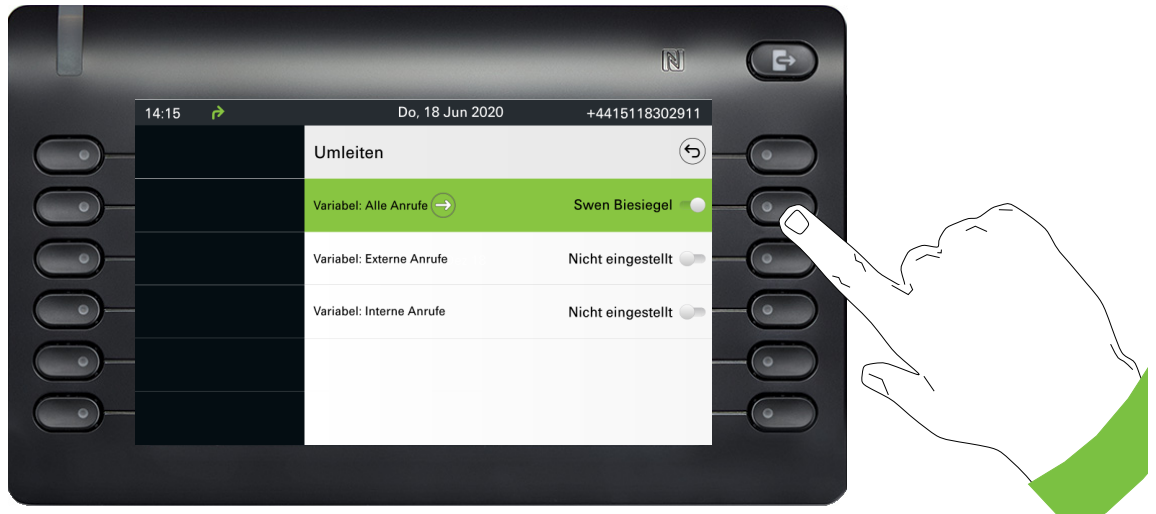 14:15 Do, 18 Jun 2020 +4415118302911
Umleiten
Variabel: Alle Anrufe Swen Biesiegel
Variabel: Externe Anrufe Nicht eingestellt
Variabel: Interne Anrufe Nicht eingestellt